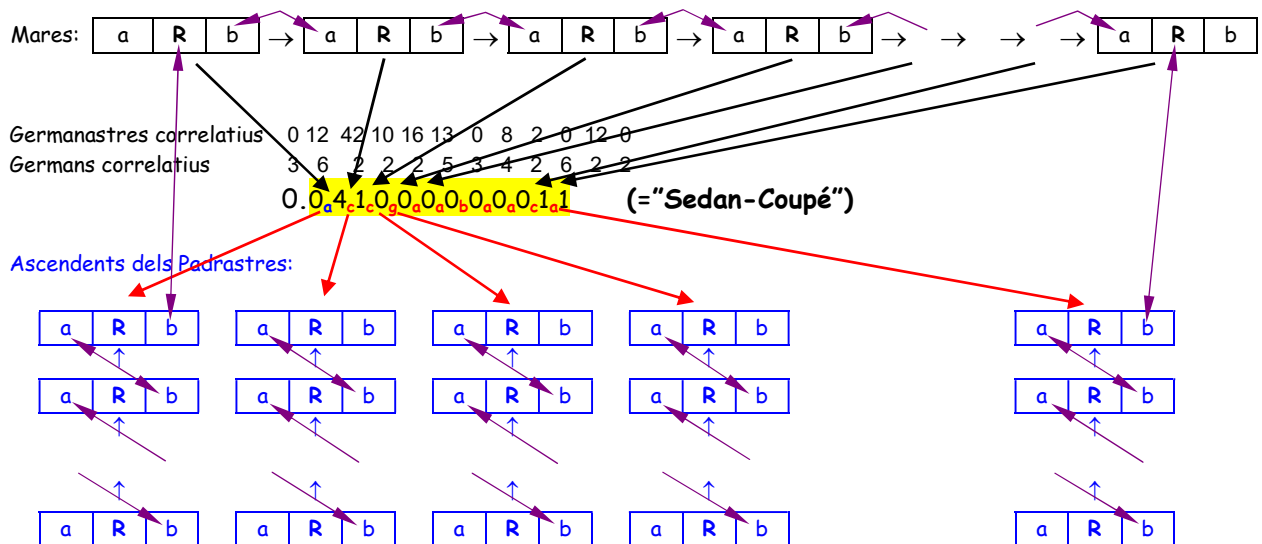 Mares: a R b → a R b → a R b → a R b → → → → a R b
Germanastres correlatius 0 12 42 10 16 13 0 8 2 0 12 0
Germans correlatius 3 6 2 2 2 5 3 4 2 6 2 2
0.0a4c1c0g0a0a0b0a0a0c1a1 (="Sedan-Coupé")
Ascendents dels Padrastres:
a R b a R b a R b a R b a R b
↑ ↑ ↑ ↑ ↑
a R b a R b a R b a R b a R b
↑ ↑ ↑ ↑ ↑
↑ ↑ ↑ ↑ ↑
a R b a R b a R b a R b a R b